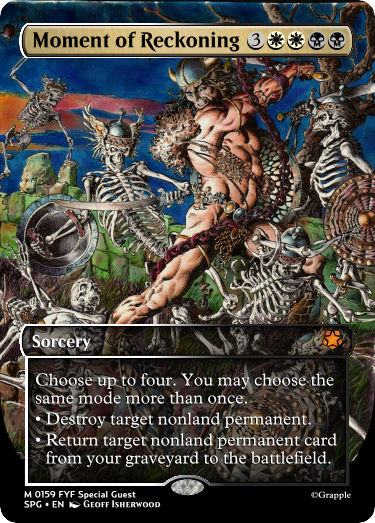 Moment of Reckoning 3
Sorcery
Choose up to four. You may choose the
same mode more than once.
• Destroy target nonland permanent.
• Return target nonland permanent card
from your graveyard to the battlefield.
M 0159 FYF Special Guest
SPG • EN Geoff Isherwood
©Grapple